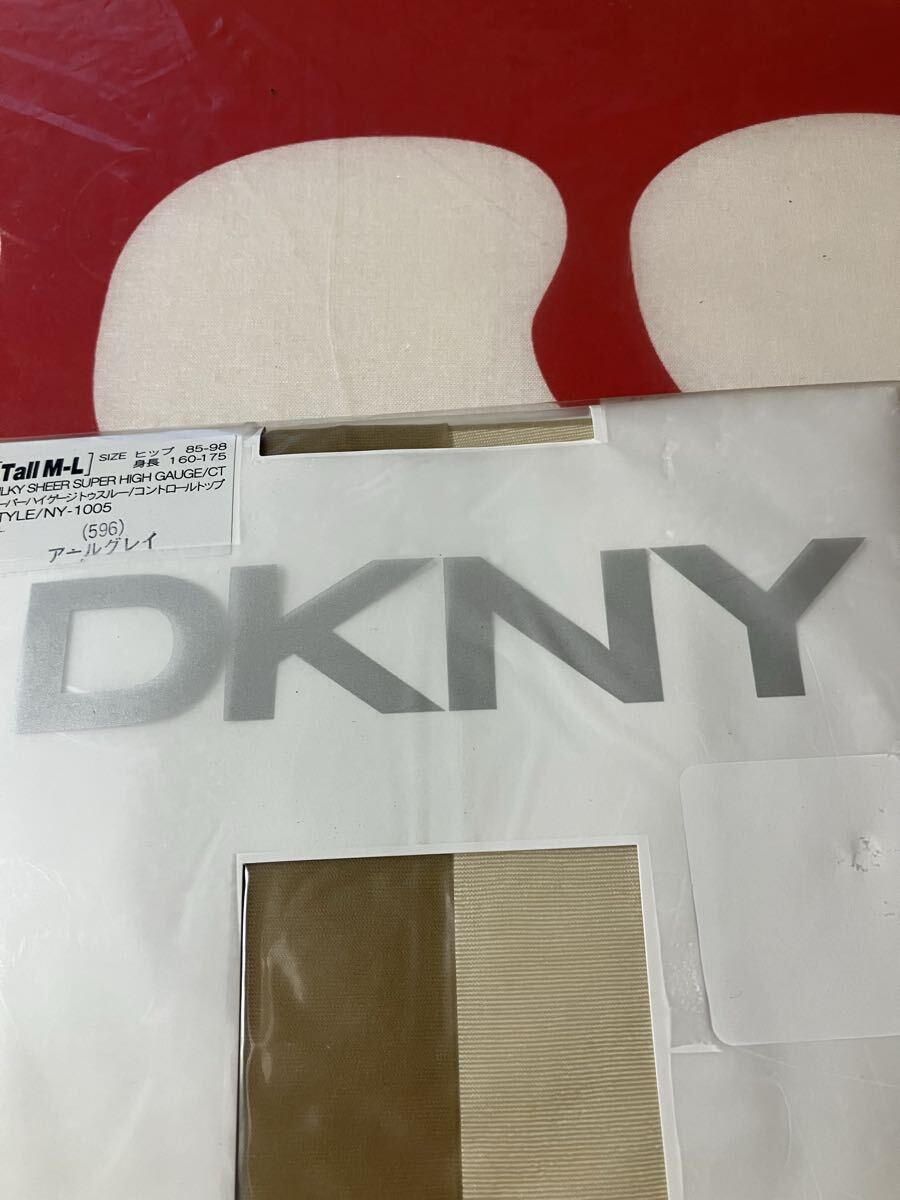 [Tall M-L] SIZE ヒップ 85-98
身長 160-175
ILKY SHEER SUPER HIGH GAUGE/CT
ーパーハイゲージトゥスルー/コントロールトップ
TYLE/NY-1005
(596)
アールグレイ
DKNY